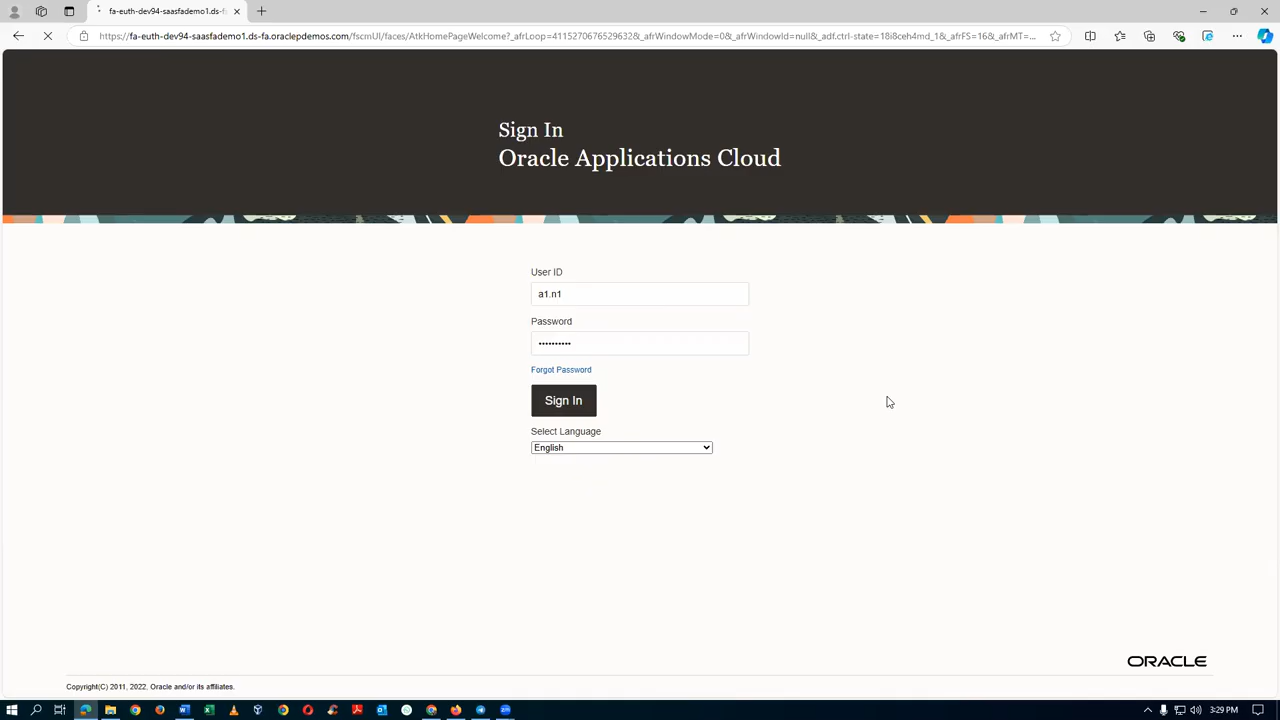 fa-euth-dev94-saasfademo1.ds-fs
https://fa-euth-dev94-saasfademo1.ds-fa.oraclepdemos.com/fscmUI/faces/AtkHomePageWelcome?_afrLoop=4115270676529632&_afrWindowMode=0&_afrWindowId=null&_adf.ctrl-state=18i8ceh4md_1&_afrFS=16&_afrMT=...
Sign In
Oracle Applications Cloud
User ID
a1.n1
Password
••••••••••
Forgot Password
Sign In
Select Language
English
ORACLE
Copyright(C) 2011, 2022, Oracle and/or its affiliates.
3:29 PM